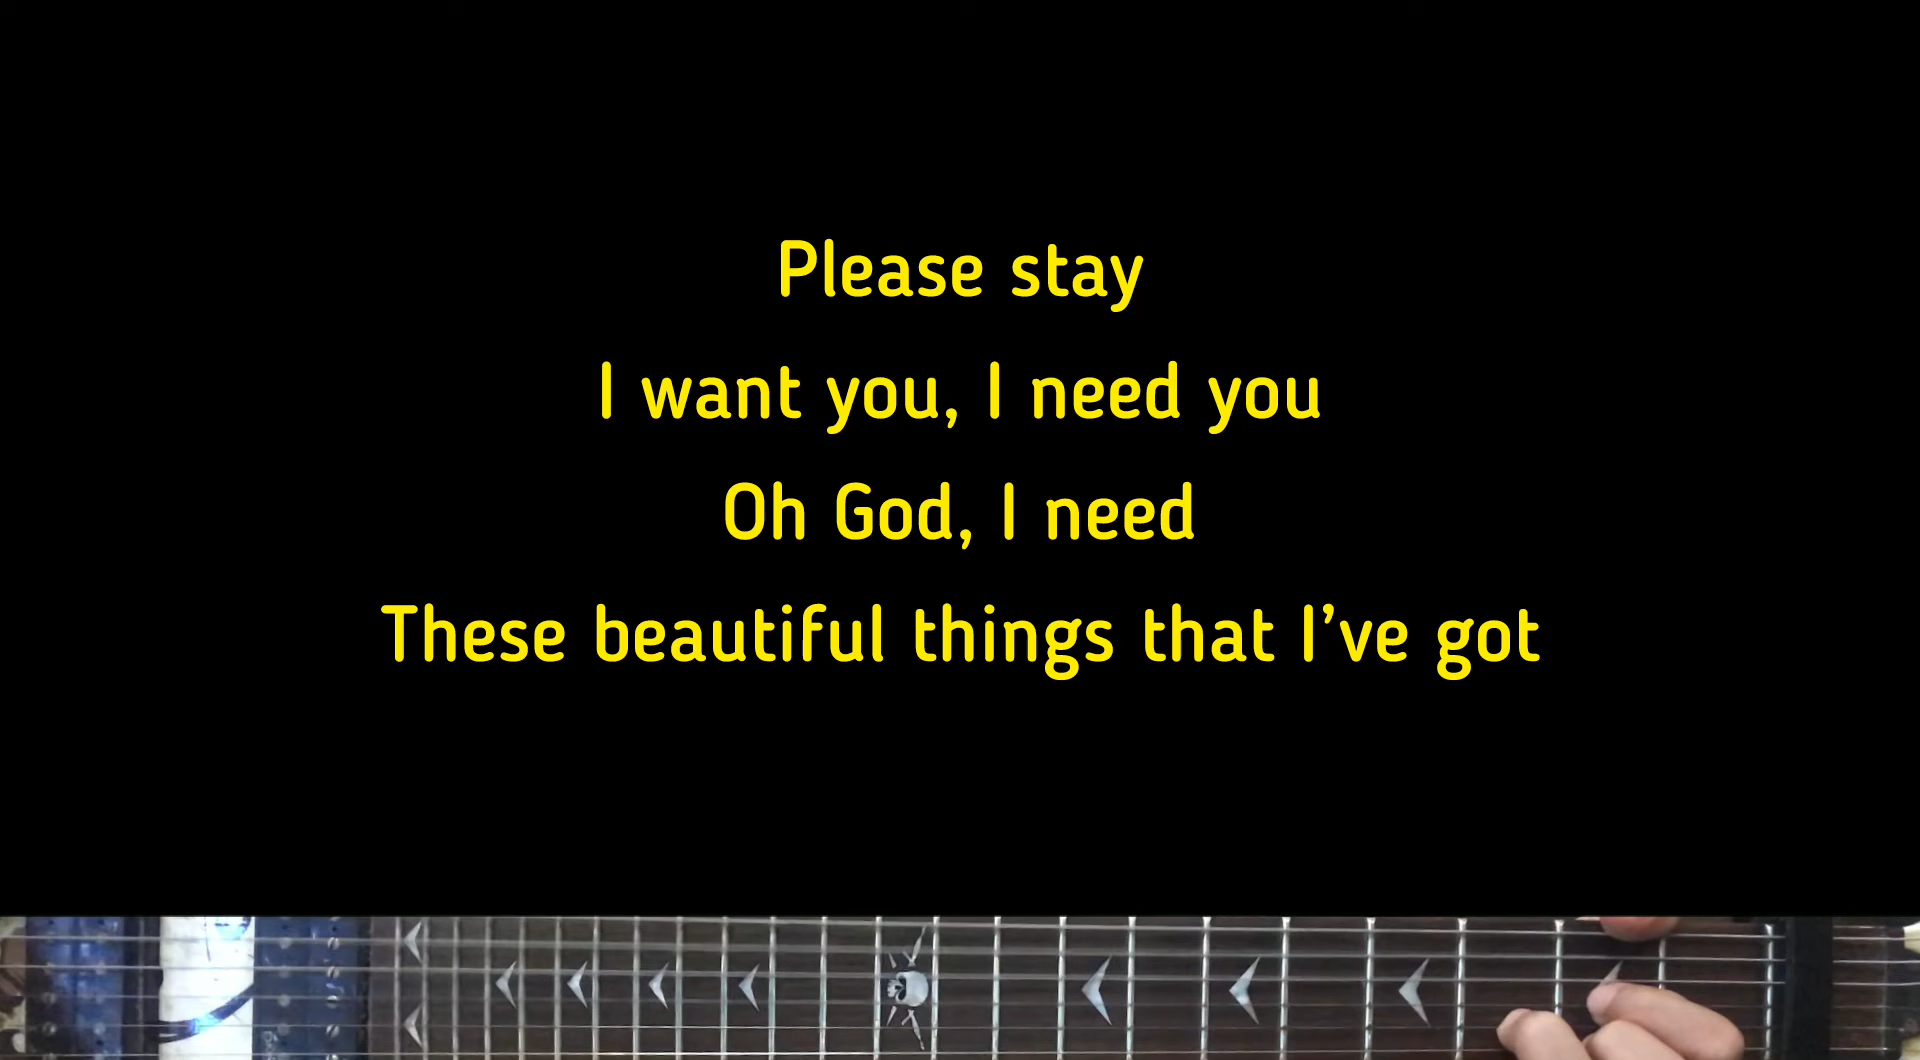 Please stay
I want you, I need you
Oh God, I need
These beautiful things that I've got